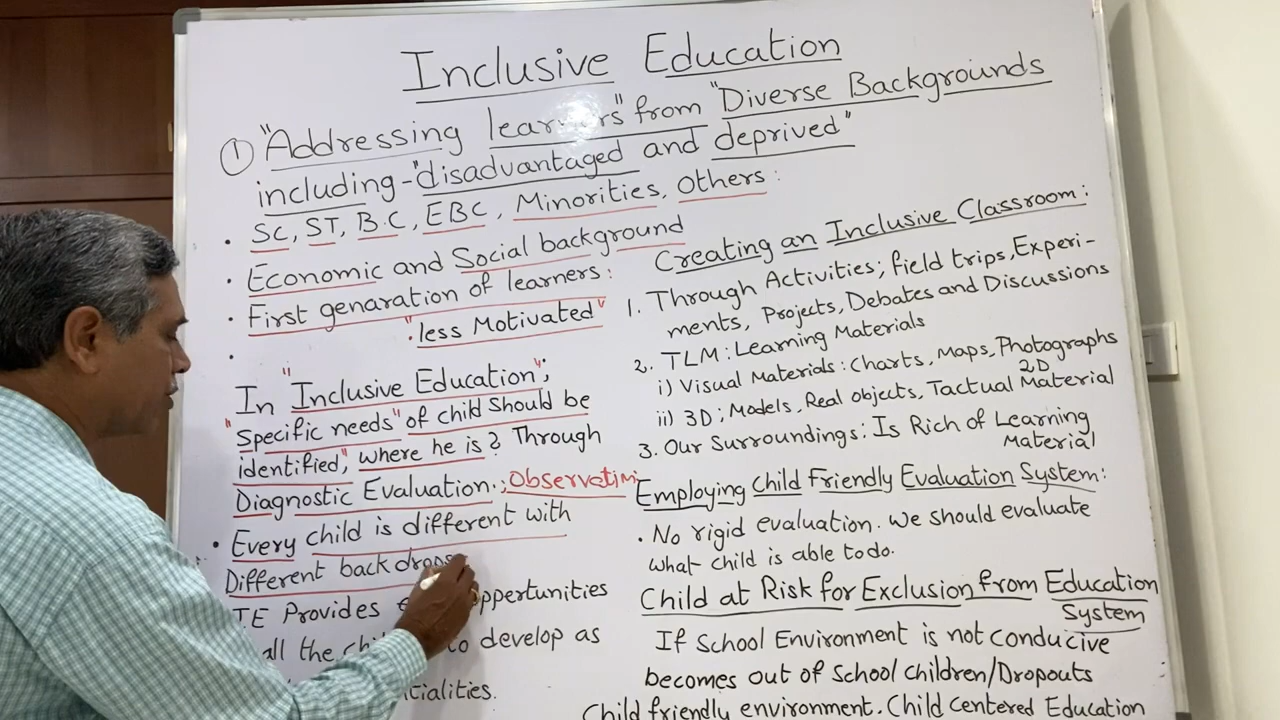 Inclusive Education
① "Addressing learners" from "Diverse Backgrounds
including-"disadvantaged and deprived"
• SC, ST, B.C, EBC, Minorities, Others:
• Economic and Social background
• First genaration of learners:
"less Motivated"
•
In "Inclusive Education";
"Specific needs" of child Should be
identified," where he is? Through
Diagnostic Evaluation.; Observation
• Every child is different with
Different back drops
Provides opportunities
all the to develop as
Creating an Inclusive Classroom:
1. Through Activities; field trips, Experi-
ments, Projects, Debates and Discussions
2. TLM: Learning Materials
i) Visual Materials: Charts, Maps, Photographs
2D
ii) 3D; Models, Real objects, Tactual Material
3. Our Surroundings: Is Rich of Learning
Material
Employing Child Friendly Evaluation System:
• No rigid evaluation. We should evaluate
what child is able to do.
Child at Risk for Exclusion from Education
System
If School Environment is not conducive
becomes out of School children/Dropouts
Child friendly environment. Child centered Education